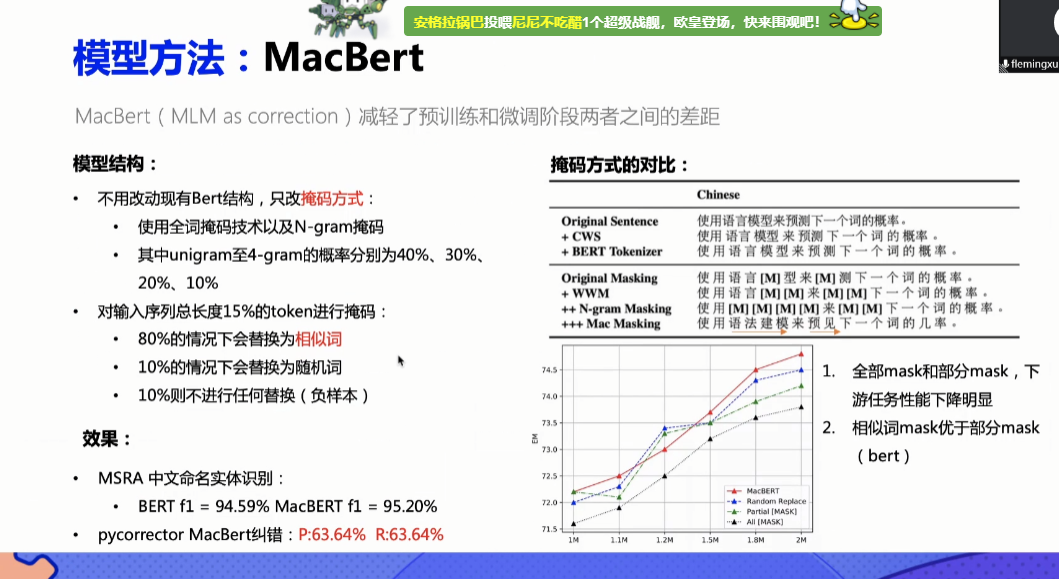 安格拉锅巴投喂尼尼不吃醋1个超级战舰，欧皇登场，快来围观吧！
flemingxu
模型方法：MacBert
MacBert（MLM as correction）减轻了预训练和微调阶段两者之间的差距
模型结构：
• 不用改动现有Bert结构，只改掩码方式：
• 使用全词掩码技术以及N-gram掩码
• 其中unigram至4-gram的概率分别为40%、30%、
20%、10%
• 对输入序列总长度15%的token进行掩码：
• 80%的情况下会替换为相似词
• 10%的情况下会替换为随机词
• 10%则不进行任何替换（负样本）
效果：
• MSRA 中文命名实体识别：
• BERT f1 = 94.59% MacBERT f1 = 95.20%
• pycorrector MacBert纠错：P:63.64% R:63.64%
掩码方式的对比：
Chinese
Original Sentence 使用语言模型来预测下一个词的概率。
+ CWS 使用 语言 模型 来 预测 下 一个 词 的 概率 。
+ BERT Tokenizer 使 用 语 言 模 型 来 预 测 下 一 个 词 的 概 率 。
Original Masking 使 用 语 言 [M] 型 来 [M] 测 下 一 个 词 的 概 率 。
+ WWM 使 用 语 言 [M] [M] 来 [M] [M] 下 一 个 词 的 概 率 。
++ N-gram Masking 使 用 [M] [M] [M] [M] 来 [M] [M] 下 一 个 词 的 概 率 。
+++ Mac Masking 使 用 语 法 建 模 来 预 见 下 一 个 词 的 几 率 。
74.5
74.0
73.5
73.0
72.5
72.0
71.5
EM
1M 1.1M 1.2M 1.5M 1.8M 2M
MacBERT
Random Replace
Partial [MASK]
All [MASK]
1. 全部mask和部分mask，下
游任务性能下降明显
2. 相似词mask优于部分mask
（bert）